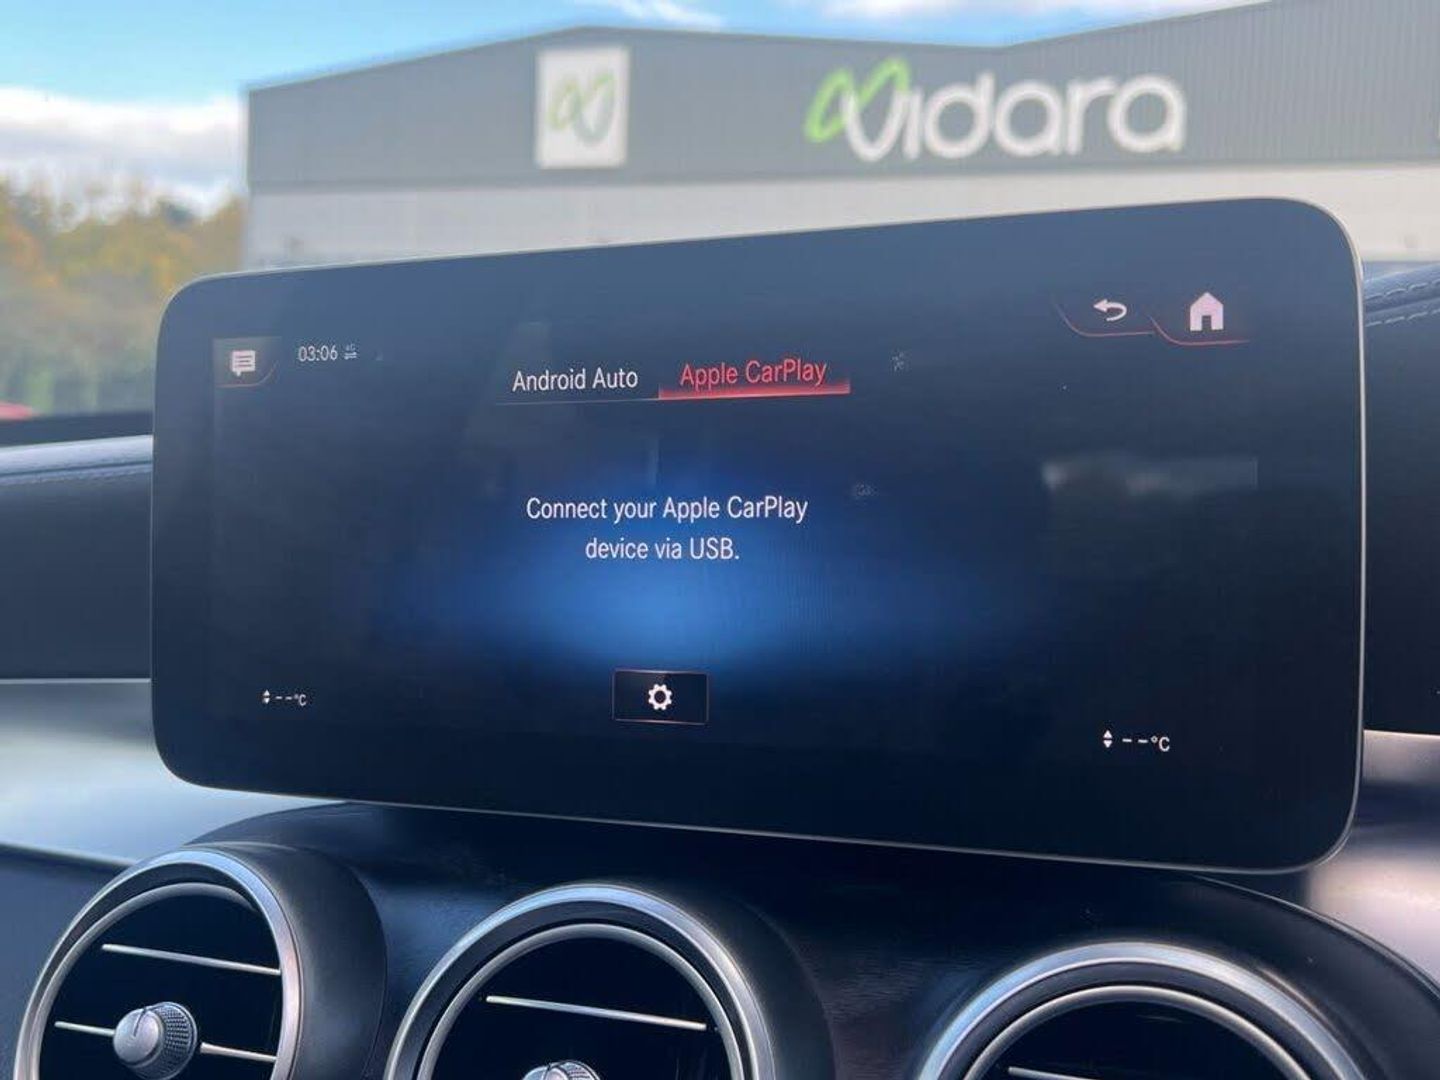 Vidara
03:06
Android Auto
Apple CarPlay
Connect your Apple CarPlay
device via USB.
--°C
--°C